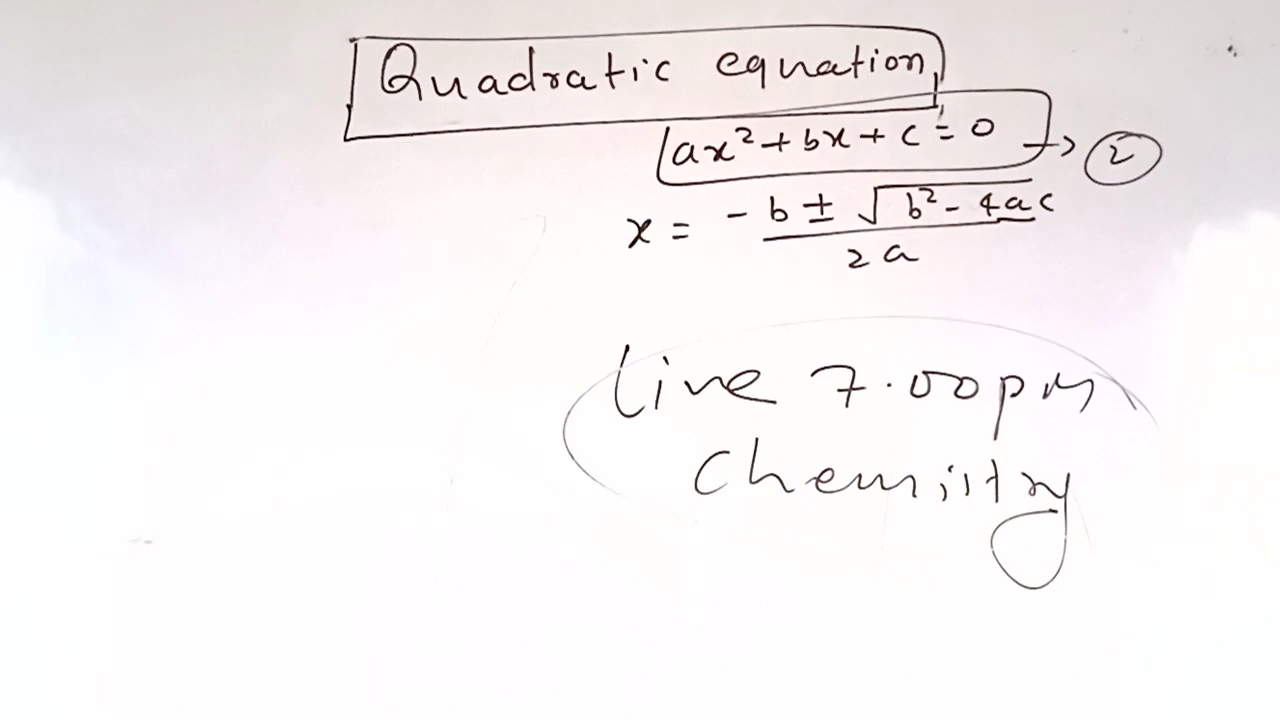 Quadratic equation
ax² + bx + c = 0 → 2
x = -b ± √b² - 4ac / 2a
live 7.00pm
chemistry